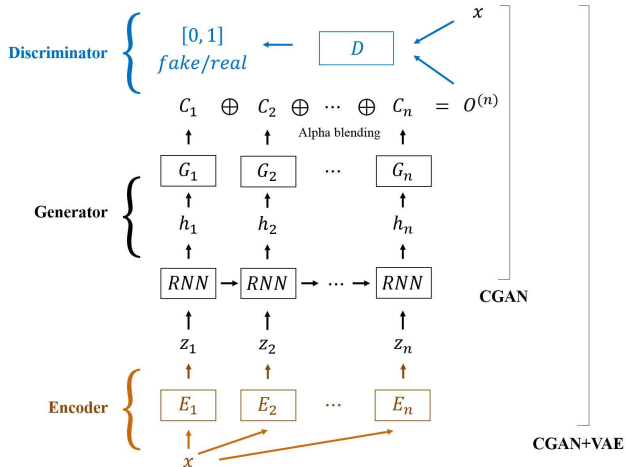 x
Discriminator
[0, 1]
fake/real
D
C₁ ⊕ C₂ ⊕ ⋯ ⊕ Cₙ = O⁽ⁿ⁾
Alpha blending
G₁ G₂ ⋯ Gₙ
Generator
h₁ h₂ hₙ
RNN RNN ⋯ RNN
CGAN
z₁ z₂ zₙ
Encoder
E₁ E₂ ⋯ Eₙ
CGAN+VAE
x